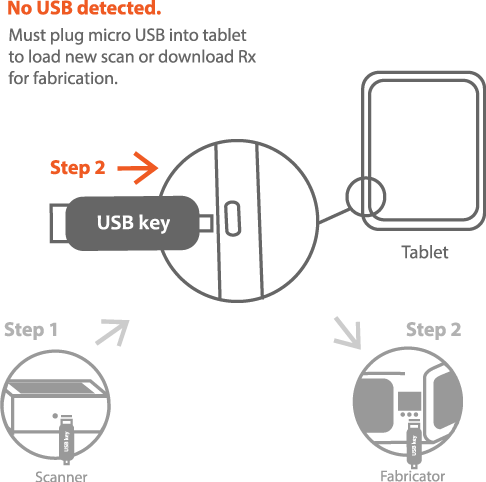 No USB detected.
Must plug micro USB into tablet
to load new scan or download Rx
for fabrication.
Step 2
USB key
Tablet
Step 1
Step 2
USB key
USB key
Scanner
Fabricator